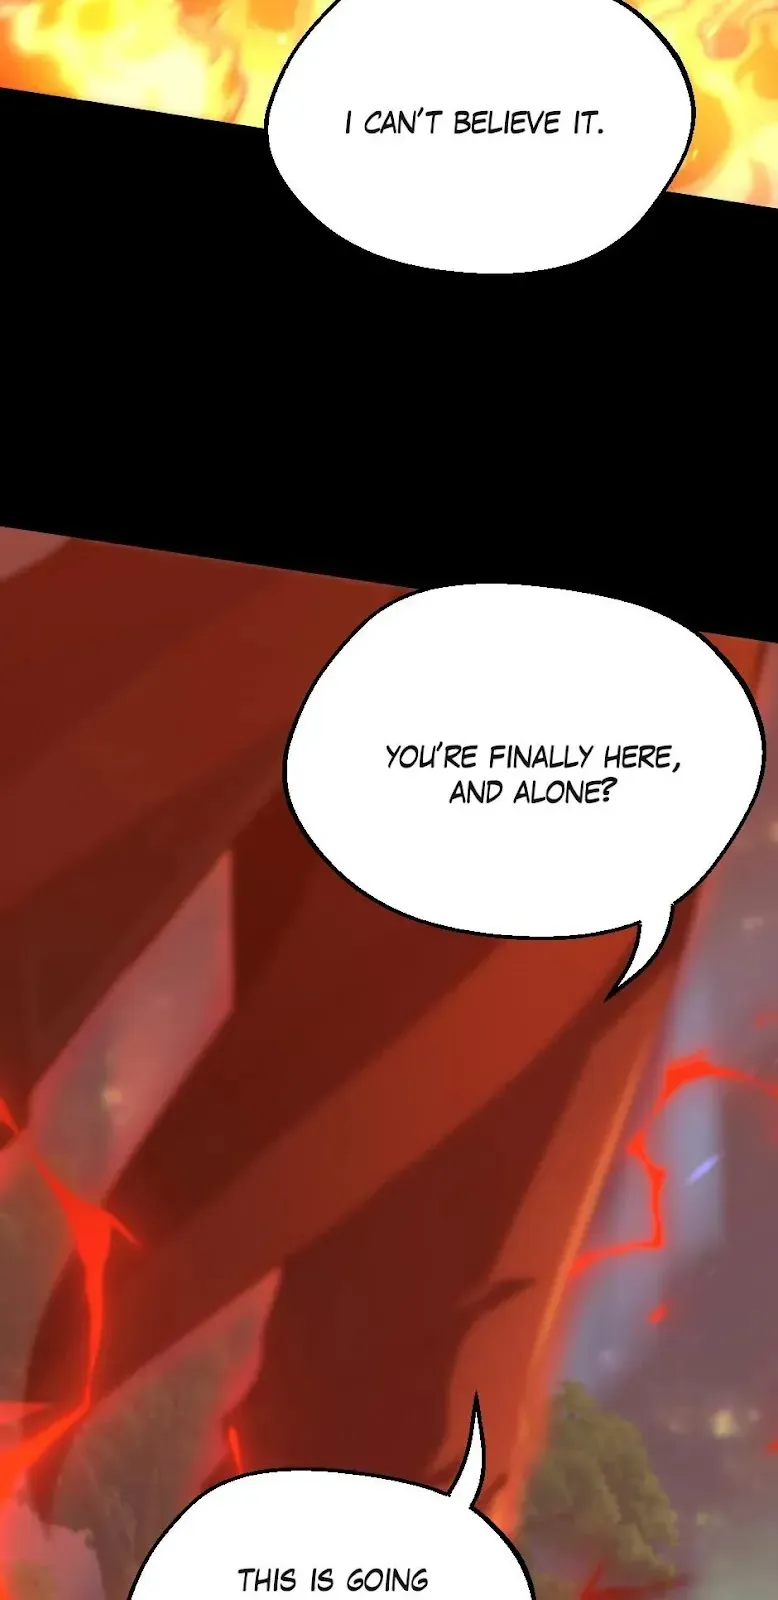 I CAN'T BELIEVE IT.
YOU'RE FINALLY HERE,
AND ALONE?
THIS IS GOING